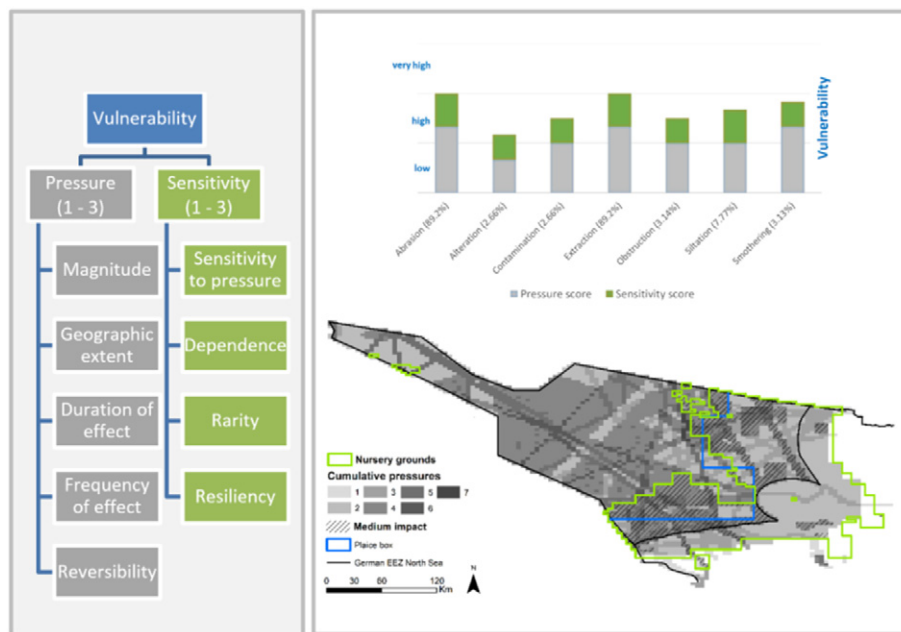 Vulnerability
Pressure
(1 - 3)
Sensitivity
(1 - 3)
Magnitude
Sensitivity
to pressure
Geographic
extent
Dependence
Duration of
effect
Rarity
Frequency
of effect
Resiliency
Reversibility
very high
high
low
Vulnerability
Abrasion (89.2%)
Alteration (2.66%)
Contamination (2.66%)
Extraction (89.2%)
Obstruction (3.14%)
Siltation (7.77%)
Smothering (3.13%)
Pressure score
Sensitivity score
Nursery grounds
Cumulative pressures
1 3 5 7
2 4 6
Medium impact
Plaice box
German EEZ North Sea
0 30 60 120
Km
N